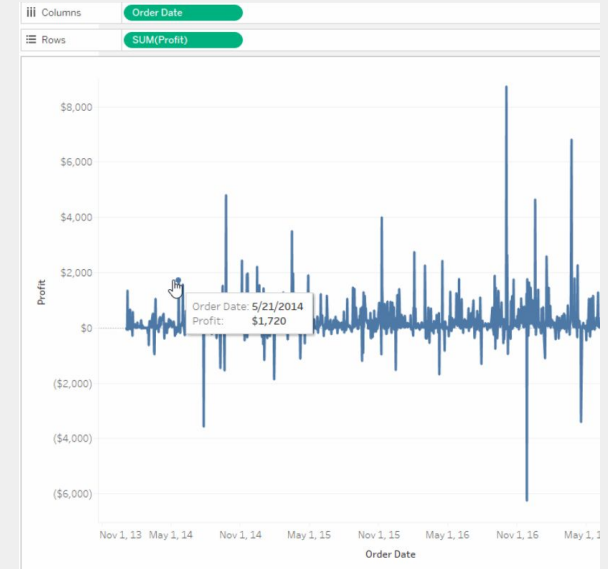 Columns Order Date
Rows SUM(Profit)
$8,000
$6,000
$4,000
$2,000
Order Date: 5/21/2014
Profit: $1,720
Profit
$0
($2,000)
($4,000)
($6,000)
Nov 1, 13 May 1, 14 Nov 1, 14 May 1, 15 Nov 1, 15 May 1, 16 Nov 1, 16 May 1, 1
Order Date